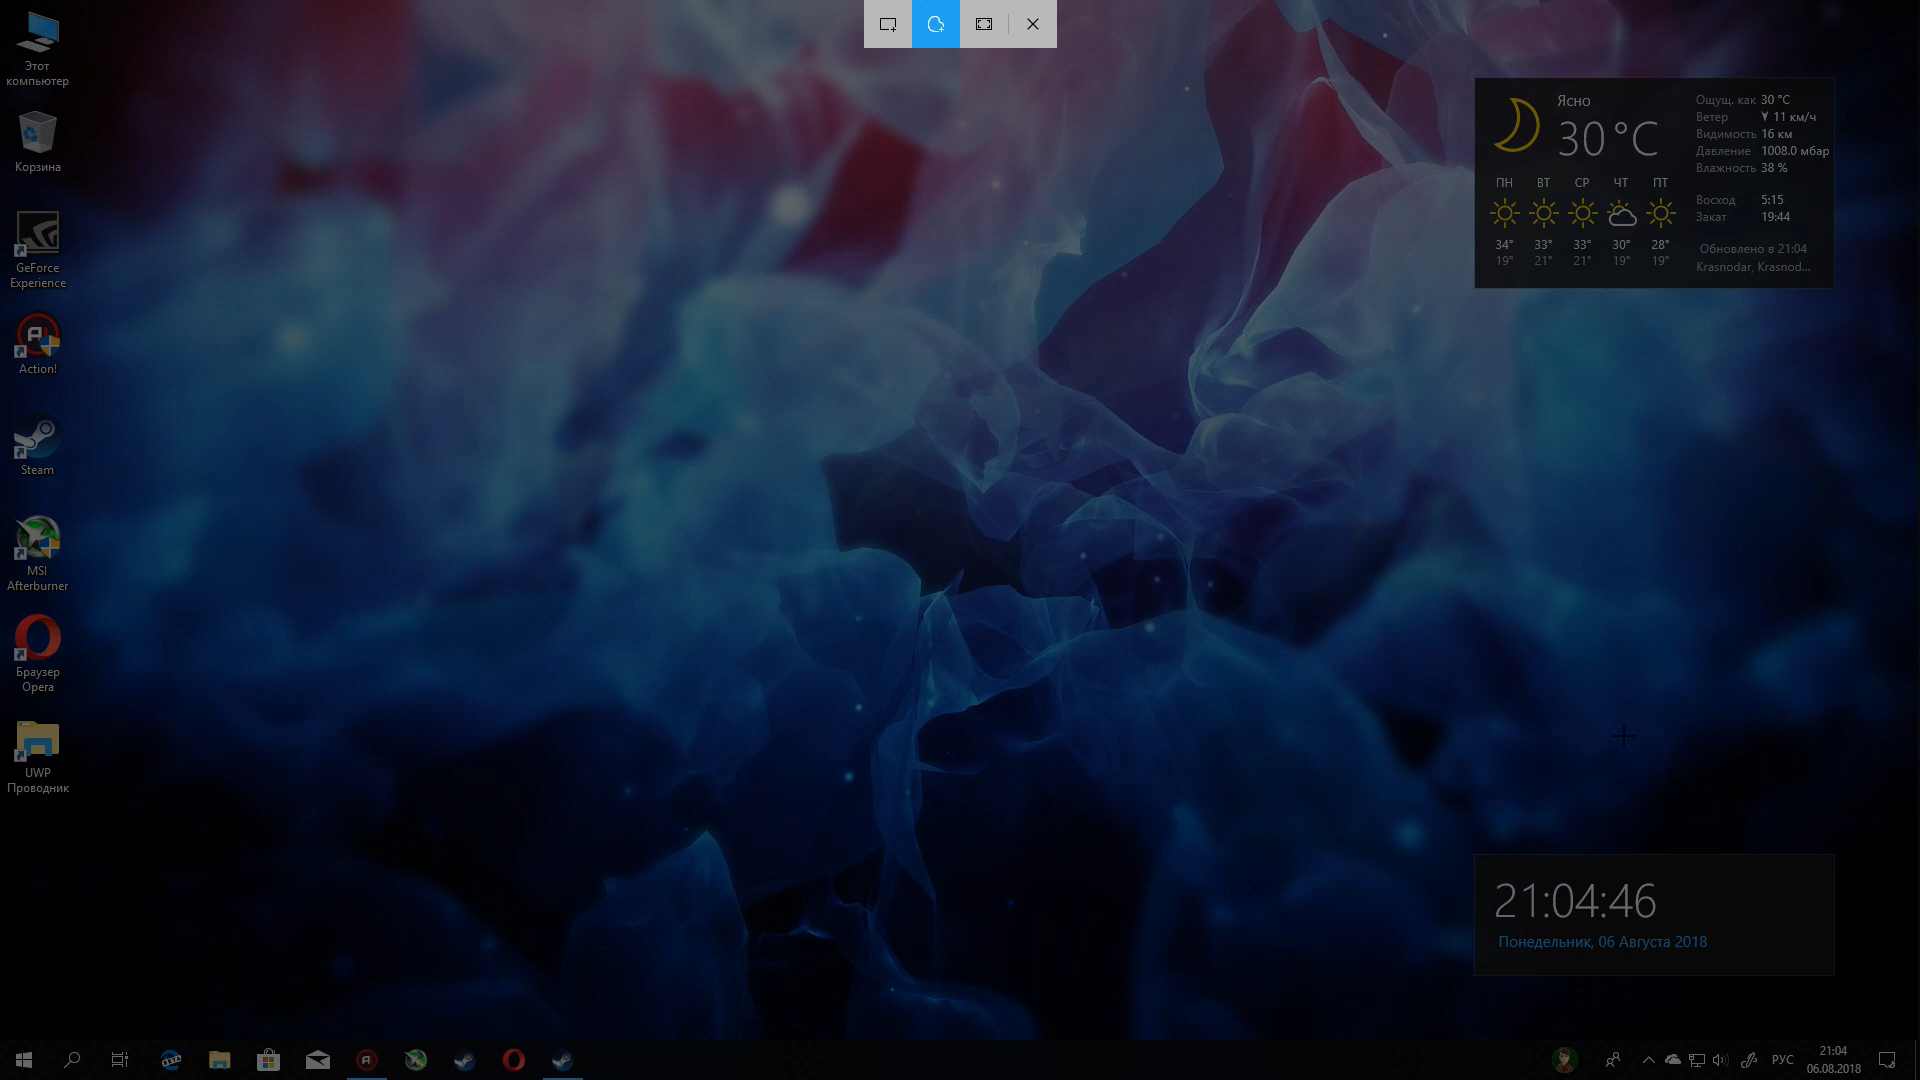 Этот
компьютер
Корзина
GeForce
Experience
Action!
Steam
MSI
Afterburner
Браузер
Opera
UWP
Проводник
Ясно
30 °C
Ощущ. как 30 °C
Ветер 11 км/ч
Видимость 16 км
Давление 1008.0 мбар
Влажность 38 %
Восход 5:15
Закат 19:44
Обновлено в 21:04
Krasnodar, Krasnod...
ПН ВТ СР ЧТ ПТ
34° 33° 33° 30° 28°
19° 21° 21° 19° 19°
21:04:46
Понедельник, 06 Августа 2018
BETA
РУС
21:04
06.08.2018